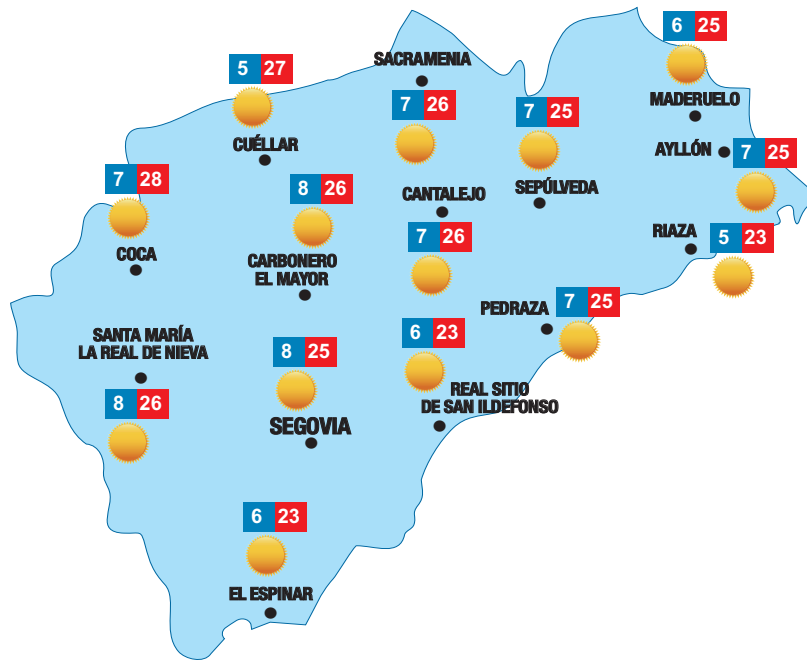 6 25
MADERUELO
SACRAMENIA
7 26
5 27
CUÉLLAR
7 25
SEPÚLVEDA
AYLLÓN
7 25
7 28
COCA
8 26
CARBONERO
EL MAYOR
CANTALEJO
7 26
RIAZA
5 23
PEDRAZA
7 25
SANTA MARÍA
LA REAL DE NIEVA
8 26
8 25
SEGOVIA
6 23
REAL SITIO
DE SAN ILDEFONSO
6 23
EL ESPINAR